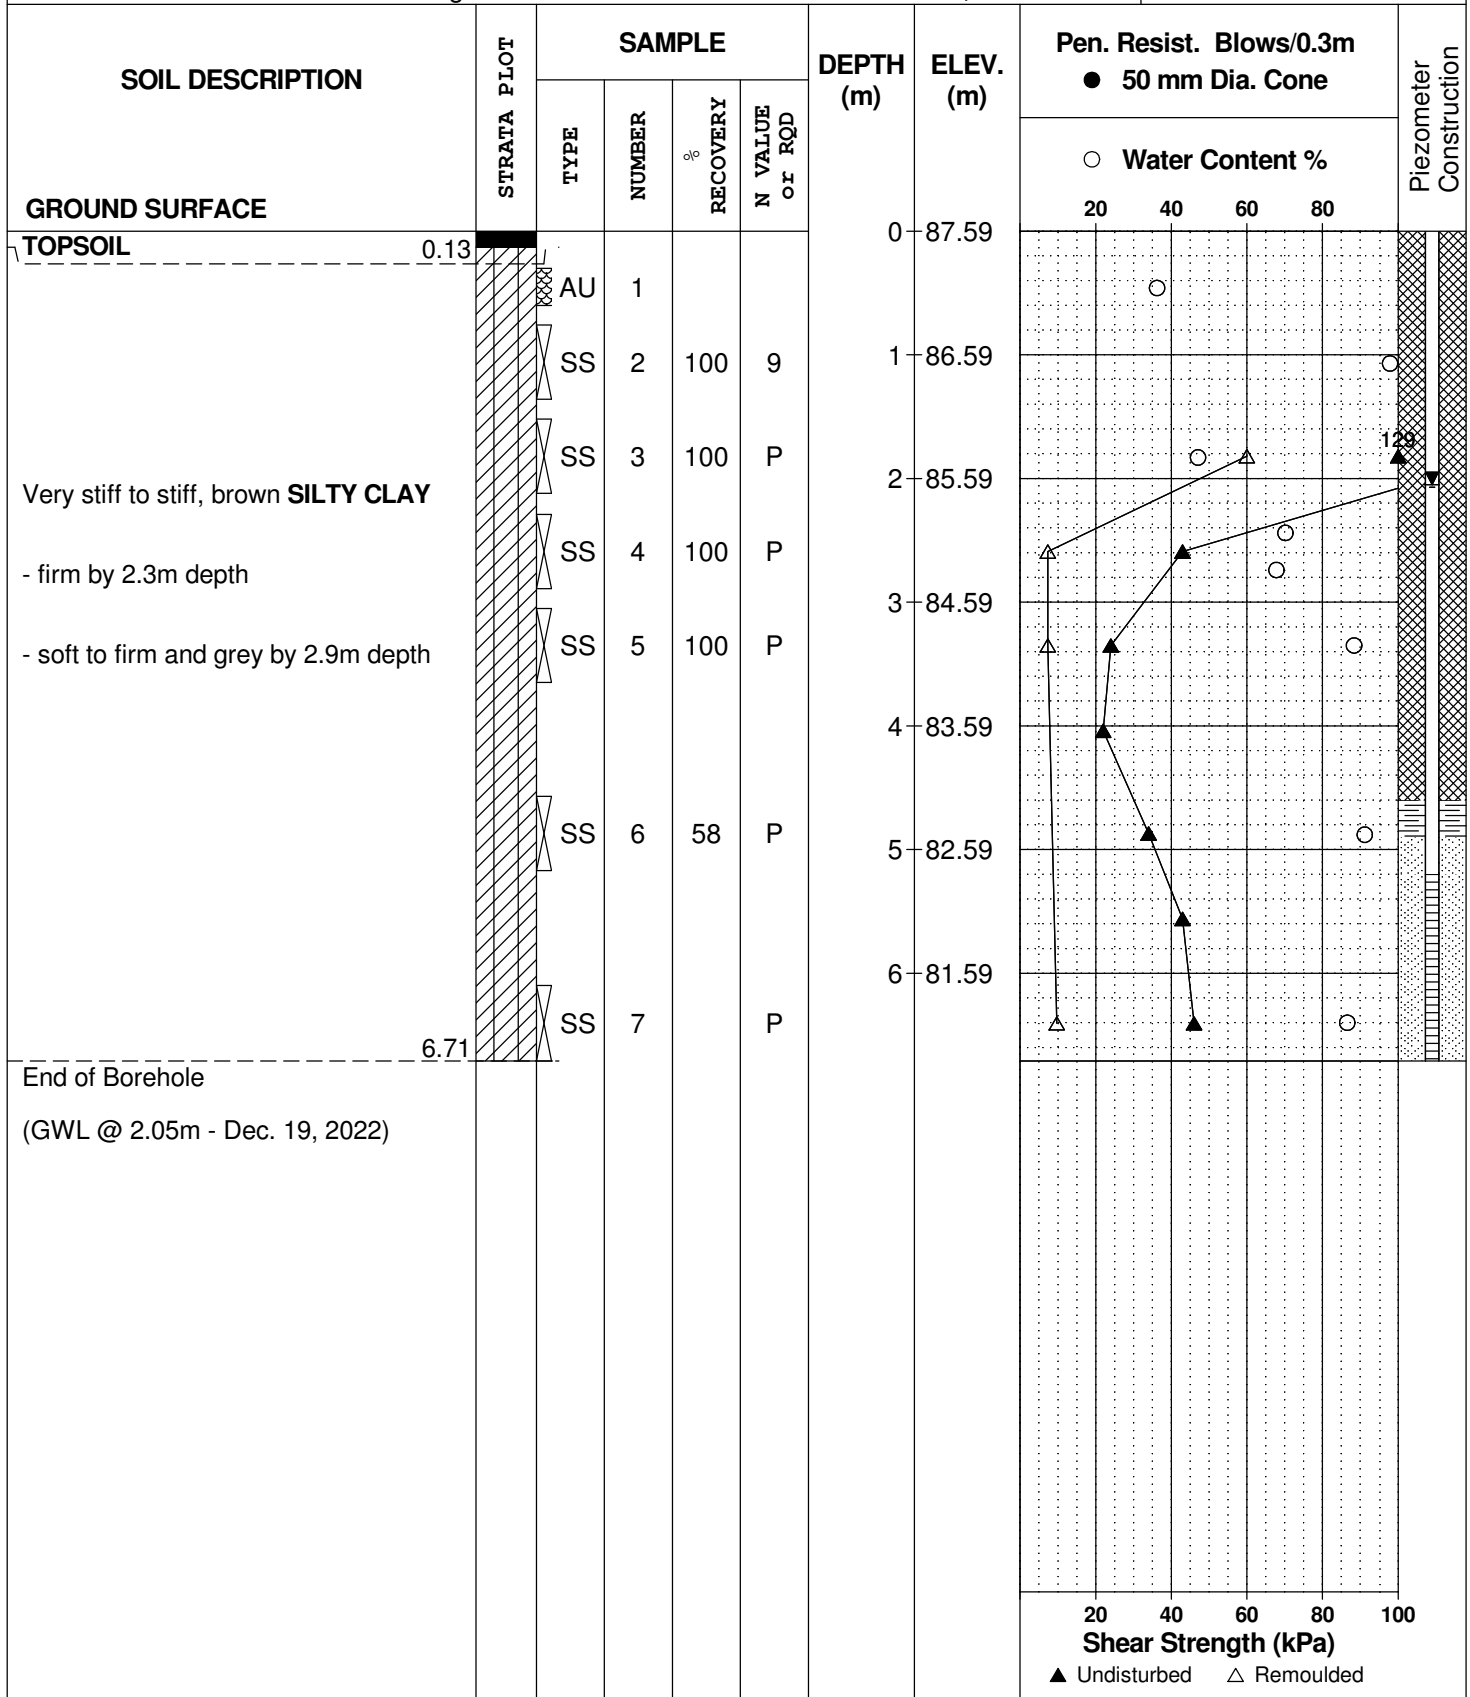 SOIL DESCRIPTION
GROUND SURFACE
STRATA PLOT
SAMPLE
TYPE
NUMBER
%
RECOVERY
N VALUE
or RQD
DEPTH
(m)
ELEV.
(m)
Pen. Resist. Blows/0.3m
● 50 mm Dia. Cone
○ Water Content %
20 40 60 80
Piezometer
Construction
0 87.59
TOPSOIL 0.13
AU 1
SS 2 100 9
1 86.59
129
SS 3 100 P
2 85.59
Very stiff to stiff, brown SILTY CLAY
SS 4 100 P
- firm by 2.3m depth
3 84.59
SS 5 100 P
- soft to firm and grey by 2.9m depth
4 83.59
SS 6 58 P
5 82.59
6 81.59
SS 7 P
6.71
End of Borehole
(GWL @ 2.05m - Dec. 19, 2022)
20 40 60 80 100
Shear Strength (kPa)
▲ Undisturbed △ Remoulded